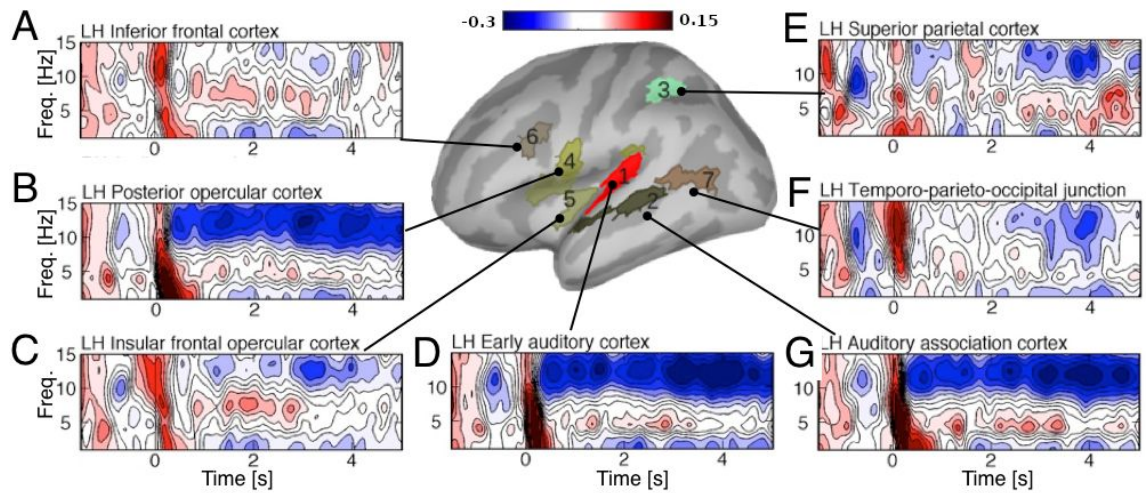 A
LH Inferior frontal cortex
15
10
5
Freq. [Hz]
0
2
4
-0.3
0.15
E
LH Superior parietal cortex
10
5
0
2
4
B
LH Posterior opercular cortex
15
10
5
Freq. [Hz]
0
2
4
1
2
3
4
5
6
7
F
LH Temporo-parieto-occipital junction
15
10
5
0
2
4
C
LH Insular frontal opercular cortex
15
10
5
Freq.
0
2
4
Time [s]
D
LH Early auditory cortex
10
5
0
2
4
Time [s]
G
LH Auditory association cortex
10
5
0
2
4
Time [s]